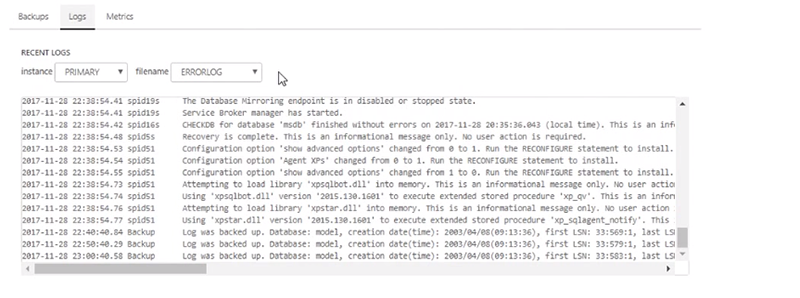 Backups Logs Metrics
RECENT LOGS
instance PRIMARY filename ERRORLOG
2017-11-28 22:38:54.41 spid19s The Database Mirroring endpoint is in disabled or stopped state.
2017-11-28 22:38:54.41 spid19s Service Broker manager has started.
2017-11-28 22:38:54.42 spid16s CHECKDB for database 'msdb' finished without errors on 2017-11-20 20:35:36.043 (local time). This is an inf
2017-11-28 22:38:54.48 spid5s Recovery is complete. This is an informational message only. No user action is required.
2017-11-28 22:38:54.53 spid51 Configuration option 'show advanced options' changed from 0 to 1. Run the RECONFIGURE statement to install.
2017-11-28 22:38:54.54 spid51 Configuration option 'Agent XPs' changed from 0 to 1. Run the RECONFIGURE statement to install.
2017-11-28 22:38:54.55 spid51 Configuration option 'show advanced options' changed from 1 to 0. Run the RECONFIGURE statement to install.
2017-11-28 22:38:54.73 spid51 Attempting to load library 'xpsqlbot.dll' into memory. This is an informational message only. No user actio
2017-11-28 22:38:54.74 spid51 Using 'xpsqlbot.dll' version '2015.130.1601' to execute extended stored procedure 'xp_qv'. This is an infor
2017-11-28 22:38:54.76 spid51 Attempting to load library 'xpstar.dll' into memory. This is an informational message only. No user action
2017-11-28 22:38:54.77 spid51 Using 'xpstar.dll' version '2015.130.1601' to execute extended stored procedure 'xp_sqlagent_notify'. This
2017-11-28 22:40:40.84 Backup Log was backed up. Database: model, creation date(time): 2003/04/08(09:13:36), first LSN: 33:569:1, last LS
2017-11-28 22:50:40.29 Backup Log was backed up. Database: model, creation date(time): 2003/04/08(09:13:36), first LSN: 33:579:1, last LS
2017-11-28 23:00:40.58 Backup Log was backed up. Database: model, creation date(time): 2003/04/08(09:13:36), first LSN: 33:583:1, last LS